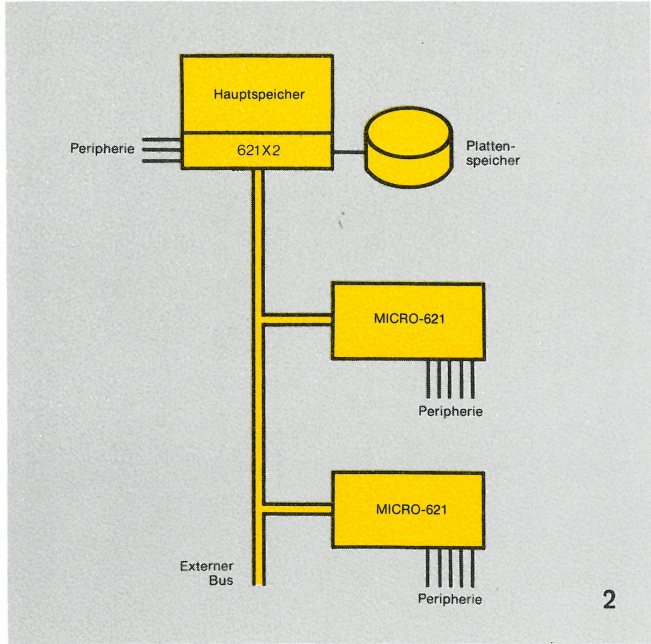 Hauptspeicher
Peripherie
621X2
Platten-
speicher
MICRO-621
Peripherie
MICRO-621
Externer
Bus
Peripherie
2